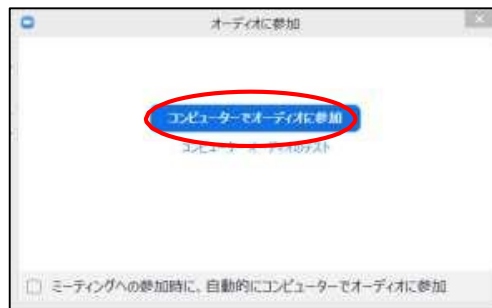 オーディオに参加
コンピューターでオーディオに参加
コンピューター オーディオのテスト
ミーティングへの参加時に、自動的にコンピューターでオーディオに参加